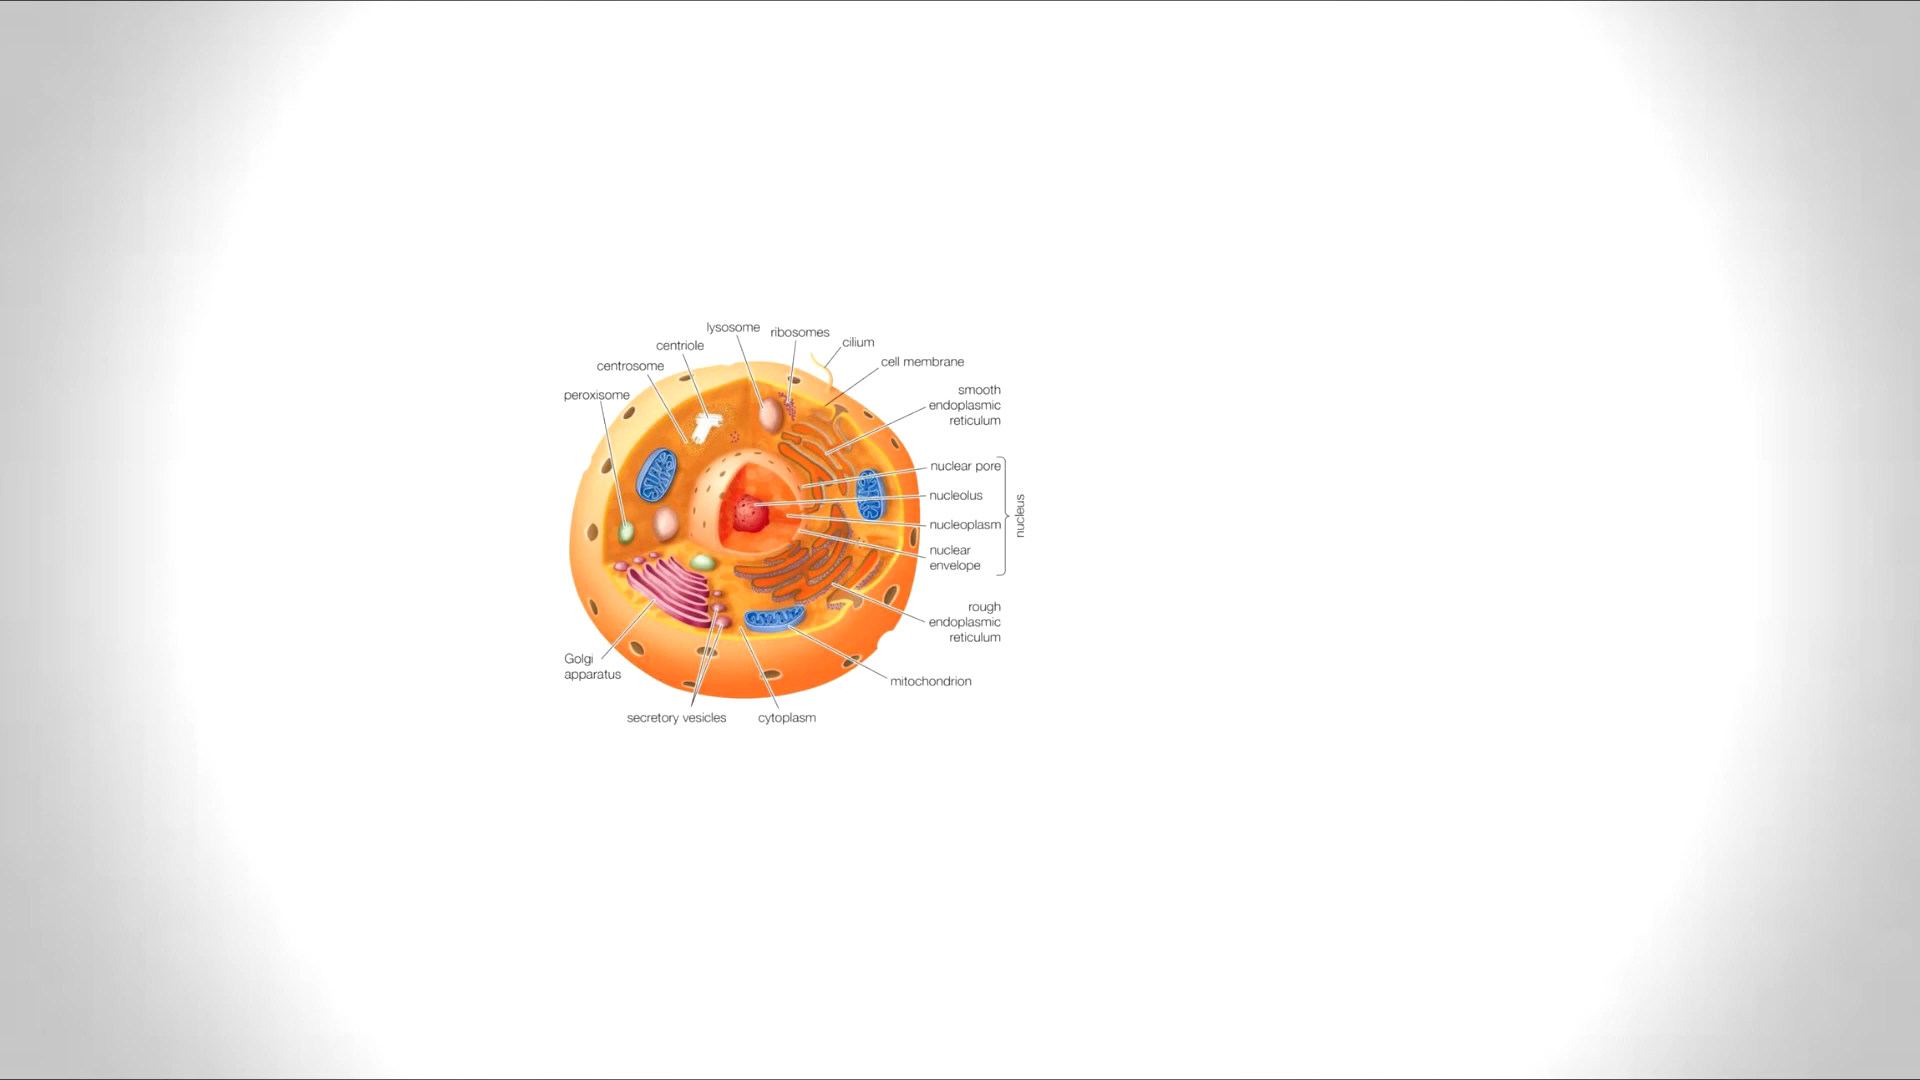 lysosome
ribosomes
cilium
centriole
cell membrane
centrosome
peroxisome
smooth
endoplasmic
reticulum
nuclear pore
nucleolus
nucleoplasm
nuclear
envelope
nucleus
rough
endoplasmic
reticulum
Golgi
apparatus
mitochondrion
secretory vesicles
cytoplasm